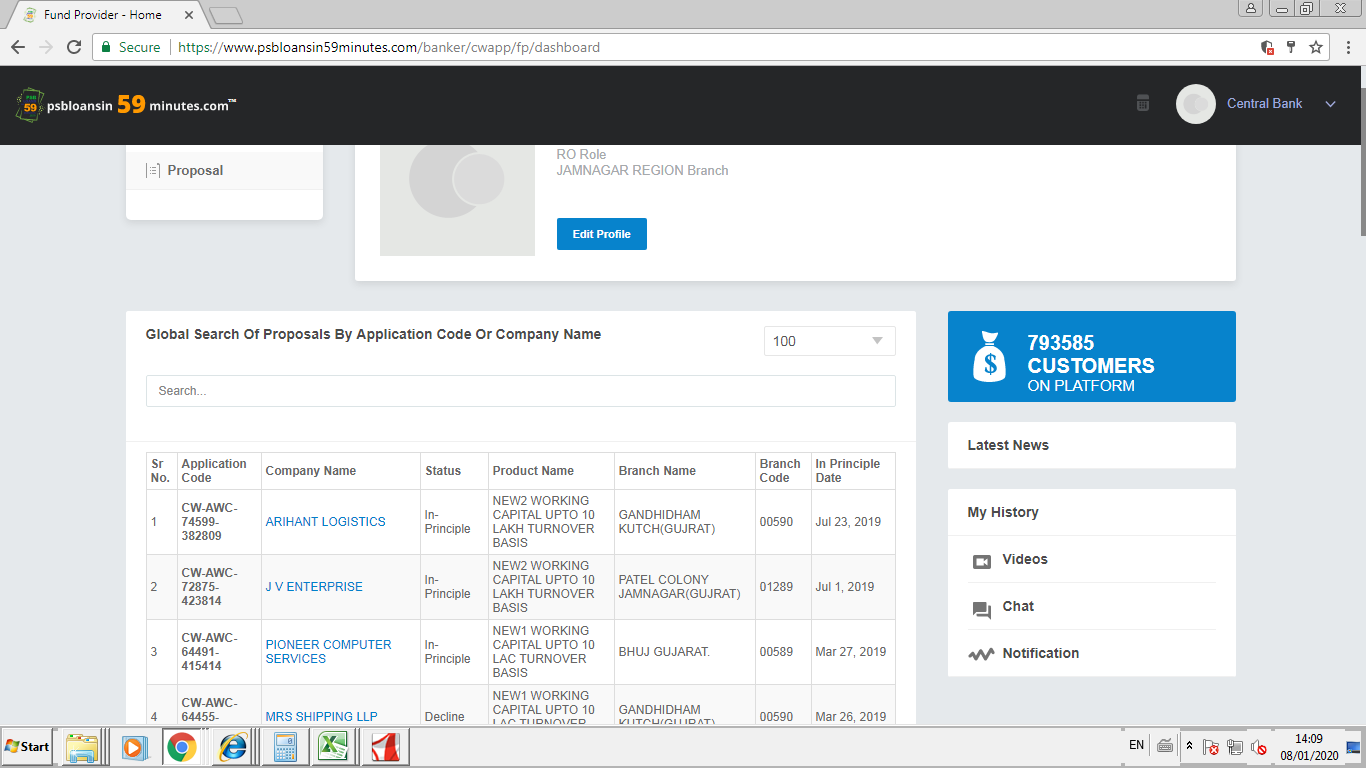 Fund Provider - Home
Secure
https://www.psbloansin59minutes.com/banker/cwapp/fp/dashboard
PSB
59
psbloansin 59 minutes.com™
Central Bank
Proposal
RO Role
JAMNAGAR REGION Branch
Edit Profile
Global Search Of Proposals By Application Code Or Company Name
100
Search...
Sr No.
Application Code
Company Name
Status
Product Name
Branch Name
Branch Code
In Principle Date
1
CW-AWC-
74599-
382809
ARIHANT LOGISTICS
In-
Principle
NEW2 WORKING
CAPITAL UPTO 10
LAKH TURNOVER
BASIS
GANDHIDHAM
KUTCH(GUJRAT)
00590
Jul 23, 2019
2
CW-AWC-
72875-
423814
J V ENTERPRISE
In-
Principle
NEW2 WORKING
CAPITAL UPTO 10
LAKH TURNOVER
BASIS
PATEL COLONY
JAMNAGAR(GUJRAT)
01289
Jul 1, 2019
3
CW-AWC-
64491-
415414
PIONEER COMPUTER
SERVICES
In-
Principle
NEW1 WORKING
CAPITAL UPTO 10
LAC TURNOVER
BASIS
BHUJ GUJARAT.
00589
Mar 27, 2019
4
CW-AWC-
64455-
MRS SHIPPING LLP
Decline
NEW1 WORKING
CAPITAL UPTO 10
LAC TURNOVER
GANDHIDHAM
KUTCH(GUJRAT)
00590
Mar 26, 2019
793585
CUSTOMERS
ON PLATFORM
Latest News
My History
Videos
Chat
Notification
Start
EN
14:09
08/01/2020